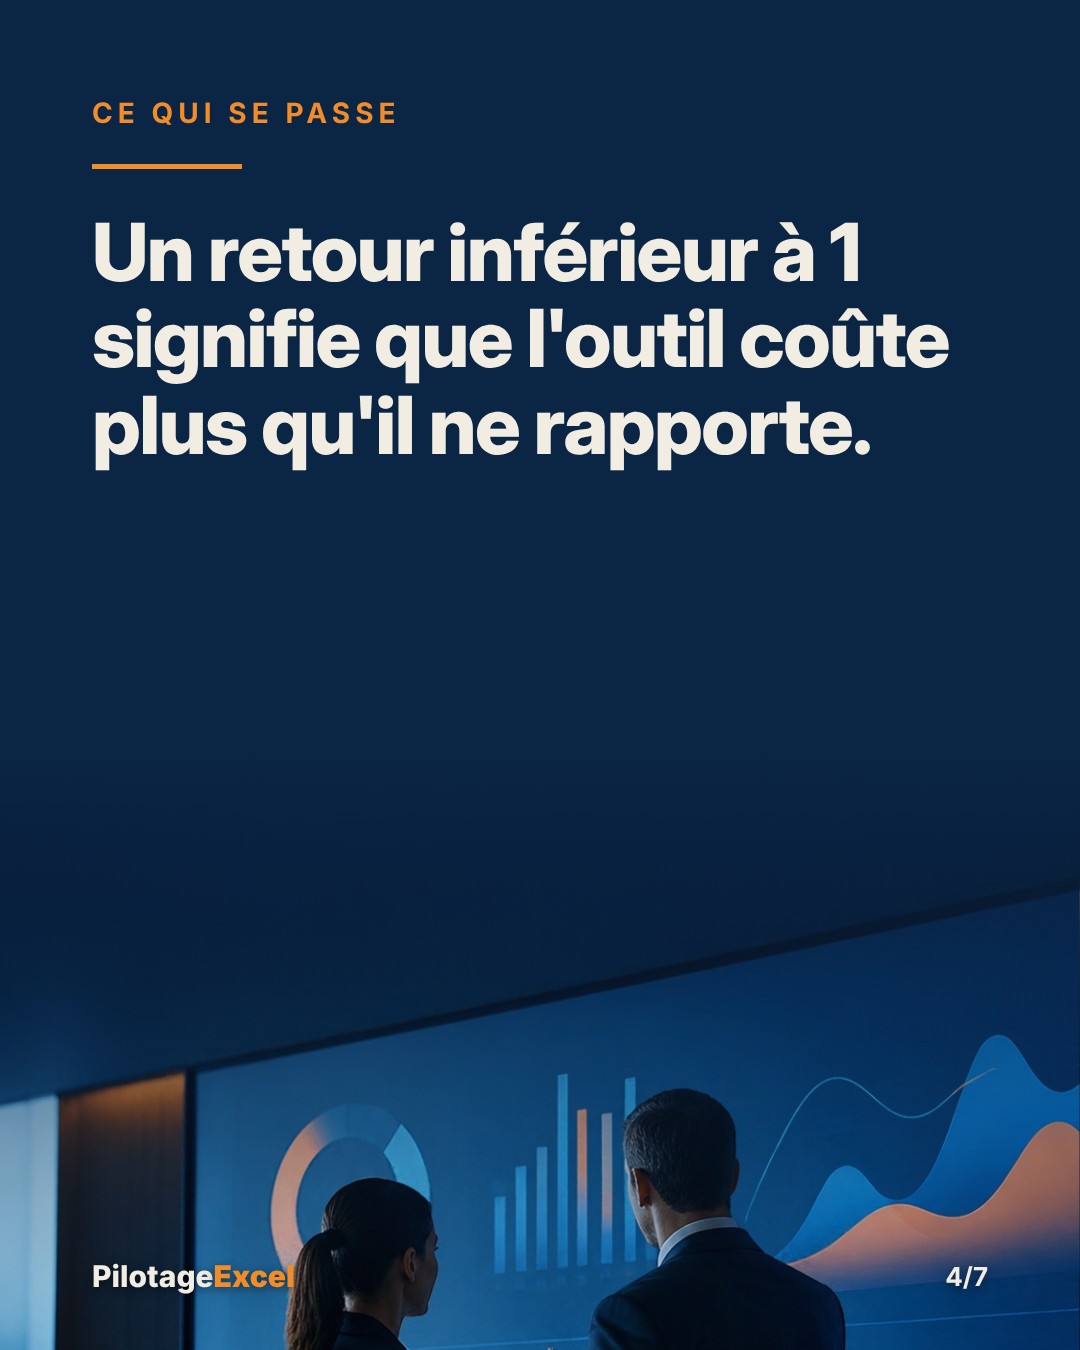 CE QUI SE PASSE
Un retour inférieur à 1
signifie que l'outil coûte
plus qu'il ne rapporte.
PilotageExcel
4/7